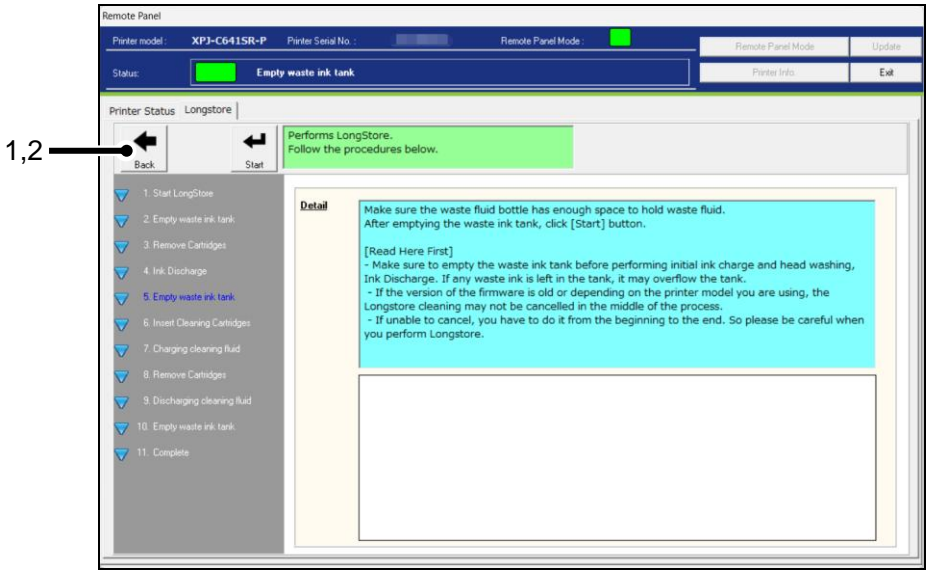 Remote Panel
Printer model : XPJ-C641SR-P Printer Serial No. : Remote Panel Mode : Remote Panel Mode Update
Status: Empty waste ink tank Printer Info. Exit
Printer Status Longstore
1,2
Back Start
Performs LongStore.
Follow the procedures below.
1. Start LongStore
2. Empty waste ink tank
3. Remove Cartridges
4. Ink Discharge
5. Empty waste ink tank
6. Insert Cleaning Cartridges
7. Charging cleaning fluid
8. Remove Cartridges
9. Discharging cleaning fluid
10. Empty waste ink tank
11. Complete
Detail
Make sure the waste fluid bottle has enough space to hold waste fluid.
After emptying the waste ink tank, click [Start] button.
[Read Here First]
- Make sure to empty the waste ink tank before performing initial ink charge and head washing,
Ink Discharge. If any waste ink is left in the tank, it may overflow the tank.
- If the version of the firmware is old or depending on the printer model you are using, the
Longstore cleaning may not be cancelled in the middle of the process.
- If unable to cancel, you have to do it from the beginning to the end. So please be careful when
you perform Longstore.